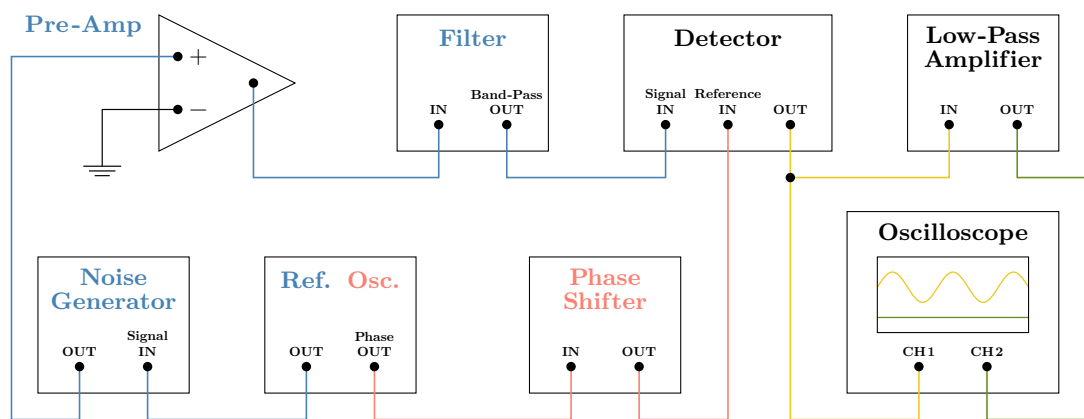 Pre-Amp
+
−
Filter
Band-Pass
IN OUT
Detector
Signal Reference
IN IN OUT
Low-Pass
Amplifier
IN OUT
Noise
Generator
Signal
OUT IN
Ref. Osc.
Phase
OUT OUT
Phase
Shifter
IN OUT
Oscilloscope
CH1 CH2